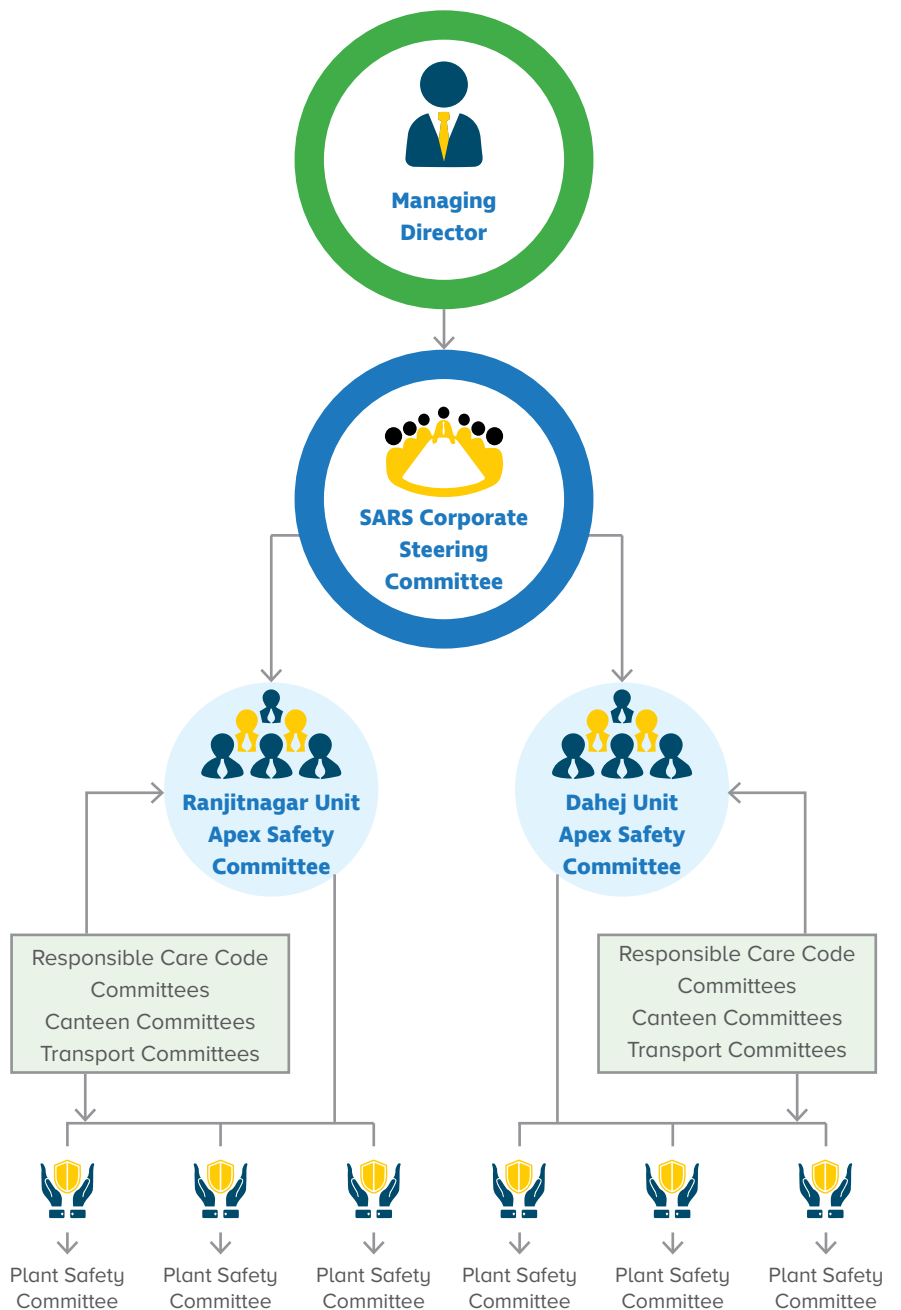 Managing
Director
SARS Corporate
Steering
Committee
Ranjitnagar Unit
Apex Safety
Committee
Dahej Unit
Apex Safety
Committee
Responsible Care Code
Committees
Canteen Committees
Transport Committees
Responsible Care Code
Committees
Canteen Committees
Transport Committees
Plant Safety
Committee
Plant Safety
Committee
Plant Safety
Committee
Plant Safety
Committee
Plant Safety
Committee
Plant Safety
Committee